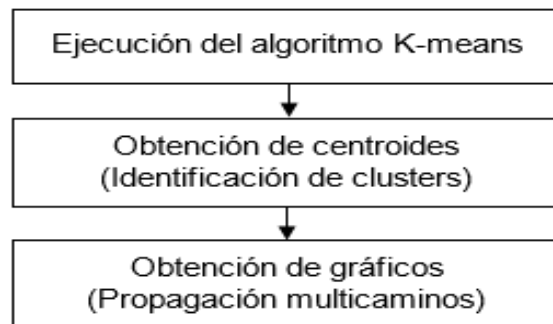 Ejecución del algoritmo K-means
Obtención de centroides
(Identificación de clusters)
Obtención de gráficos
(Propagación multicaminos)